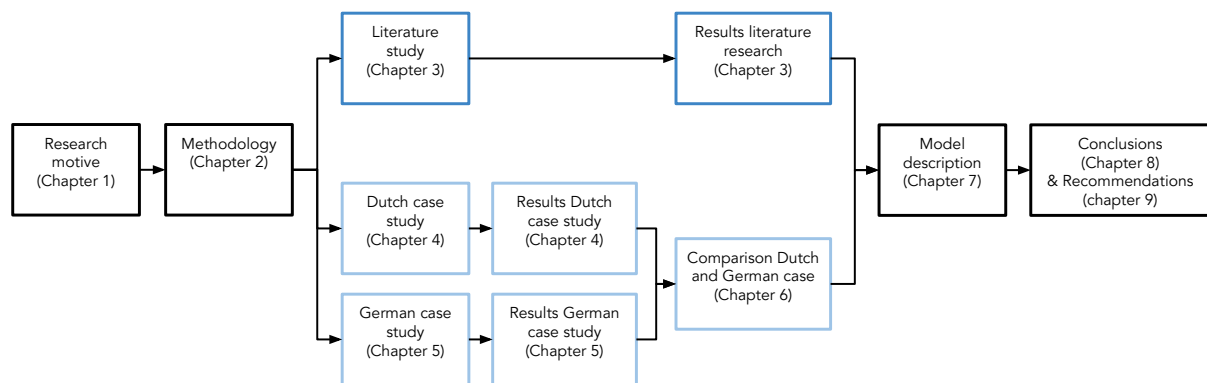 Research
motive
(Chapter 1)
Methodology
(Chapter 2)
Literature
study
(Chapter 3)
Results literature
research
(Chapter 3)
Dutch case
study
(Chapter 4)
Results Dutch
case study
(Chapter 4)
German case
study
(Chapter 5)
Results German
case study
(Chapter 5)
Comparison Dutch
and German case
(Chapter 6)
Model
description
(Chapter 7)
Conclusions
(Chapter 8)
& Recommendations
(chapter 9)